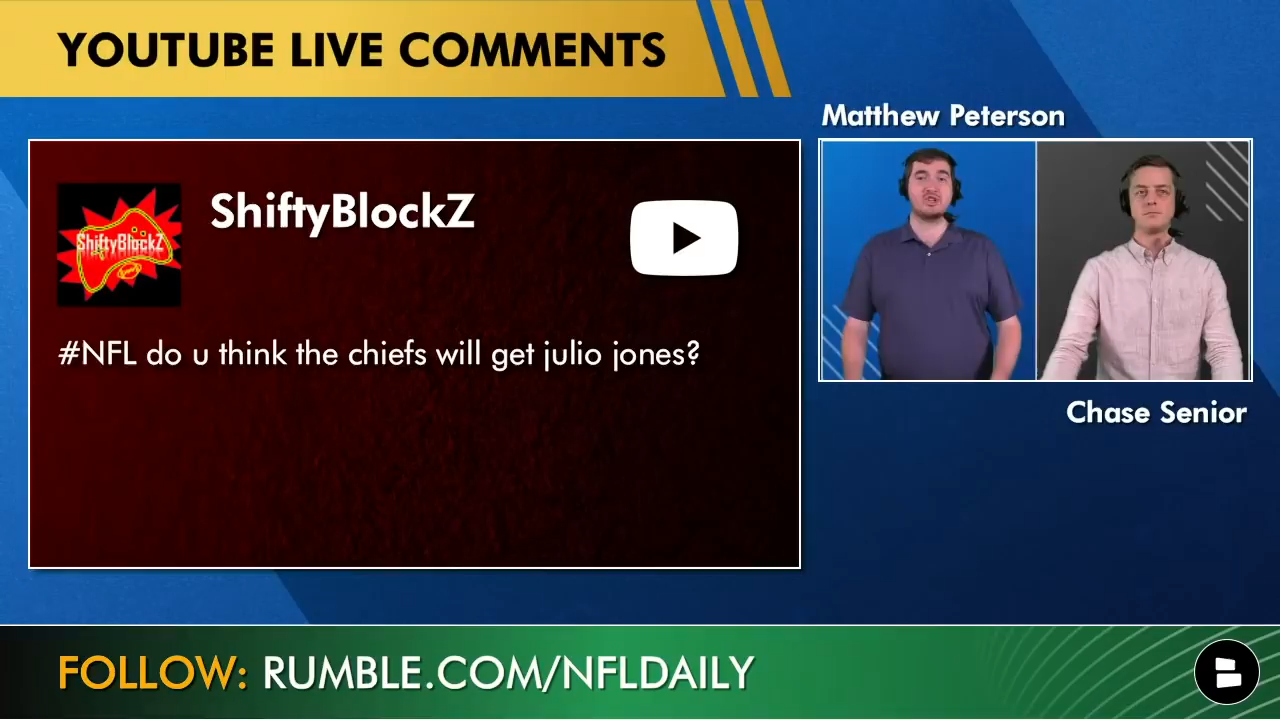 YOUTUBE LIVE COMMENTS
Matthew Peterson
ShiftyBlockZ
ShiftyBlockZ
#NFL do u think the chiefs will get julio jones?
Chase Senior
FOLLOW: RUMBLE.COM/NFLDAILY